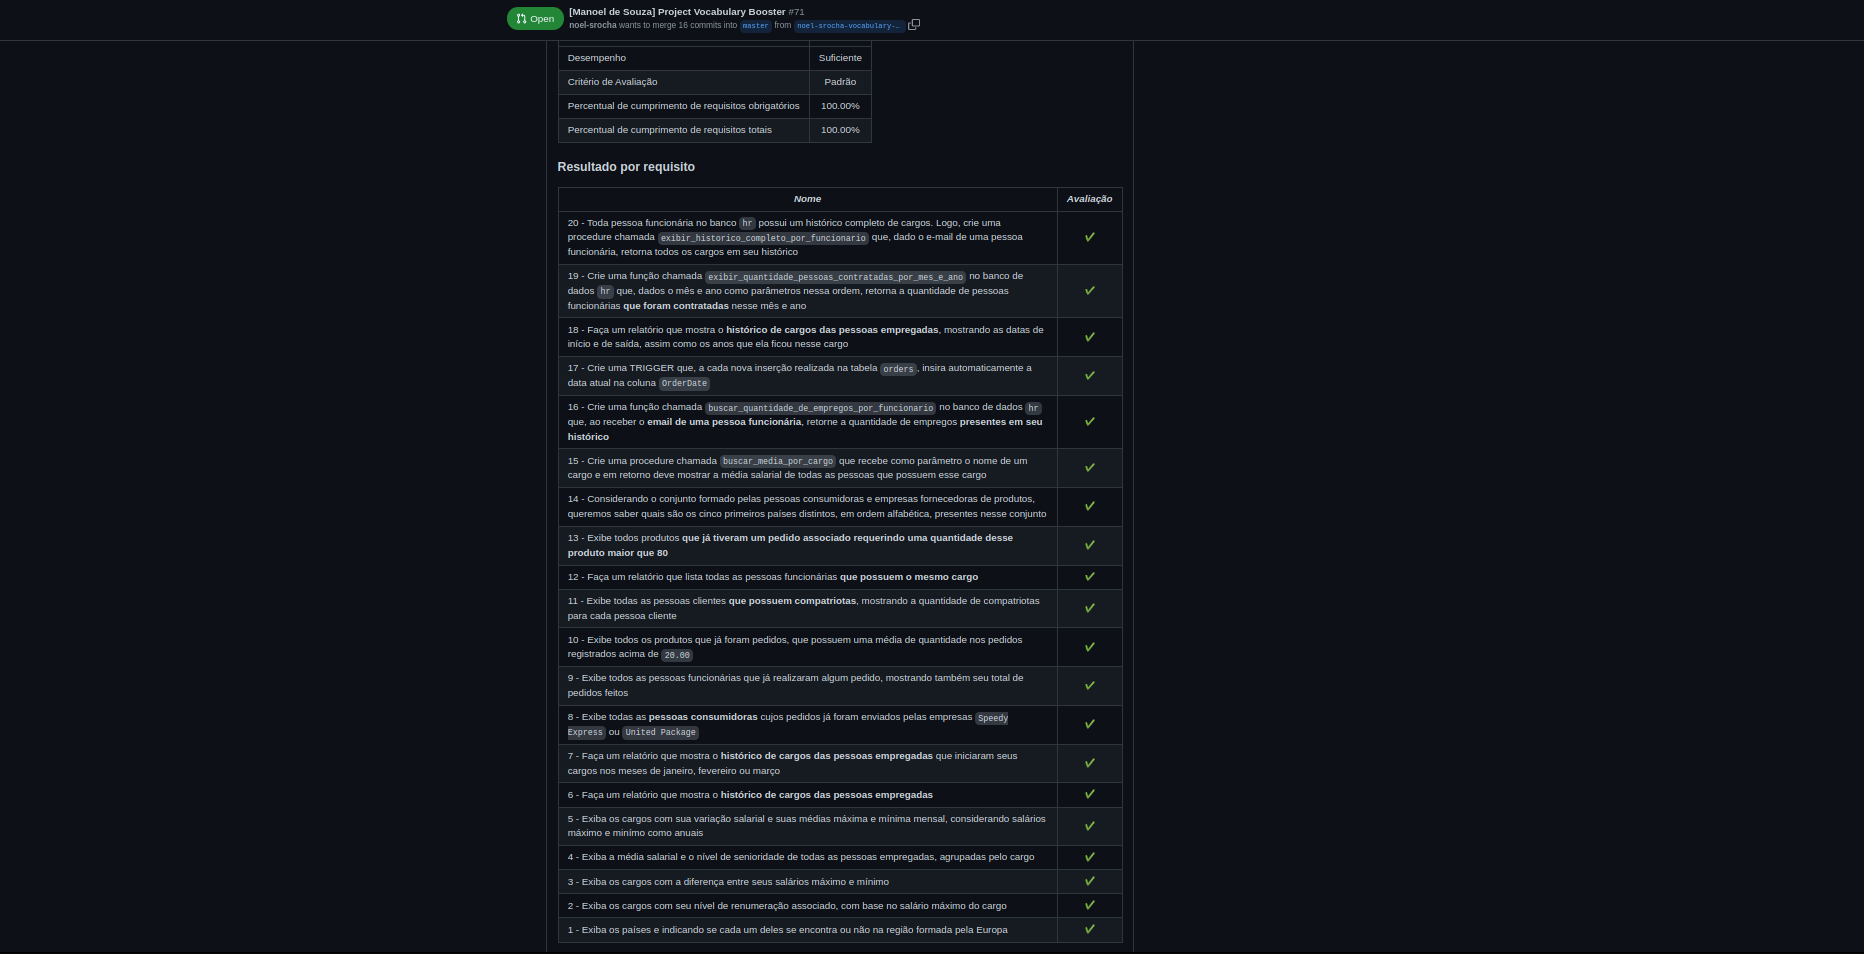 Open
[Manoel de Souza] Project Vocabulary Booster #71
noel-srocha wants to merge 16 commits into master from noel-srocha-vocabulary-…
Desempenho Suficiente
Critério de Avaliação Padrão
Percentual de cumprimento de requisitos obrigatórios 100.00%
Percentual de cumprimento de requisitos totais 100.00%
Resultado por requisito
Nome Avaliação
20 - Toda pessoa funcionária no banco hr possui um histórico completo de cargos. Logo, crie uma
procedure chamada exibir_historico_completo_por_funcionario que, dado o e-mail de uma pessoa
funcionária, retorna todos os cargos em seu histórico
19 - Crie uma função chamada exibir_quantidade_pessoas_contratadas_por_mes_e_ano no banco de
dados hr que, dados o mês e ano como parâmetros nessa ordem, retorna a quantidade de pessoas
funcionárias que foram contratadas nesse mês e ano
18 - Faça um relatório que mostra o histórico de cargos das pessoas empregadas, mostrando as datas de
início e de saída, assim como os anos que ela ficou nesse cargo
17 - Crie uma TRIGGER que, a cada nova inserção realizada na tabela orders, insira automaticamente a
data atual na coluna OrderDate
16 - Crie uma função chamada buscar_quantidade_de_empregos_por_funcionario no banco de dados hr
que, ao receber o email de uma pessoa funcionária, retorne a quantidade de empregos presentes em seu
histórico
15 - Crie uma procedure chamada buscar_media_por_cargo que recebe como parâmetro o nome de um
cargo e em retorno deve mostrar a média salarial de todas as pessoas que possuem esse cargo
14 - Considerando o conjunto formado pelas pessoas consumidoras e empresas fornecedoras de produtos,
queremos saber quais são os cinco primeiros países distintos, em ordem alfabética, presentes nesse conjunto
13 - Exibe todos produtos que já tiveram um pedido associado requerindo uma quantidade desse
produto maior que 80
12 - Faça um relatório que lista todas as pessoas funcionárias que possuem o mesmo cargo
11 - Exibe todas as pessoas clientes que possuem compatriotas, mostrando a quantidade de compatriotas
para cada pessoa cliente
10 - Exibe todos os produtos que já foram pedidos, que possuem uma média de quantidade nos pedidos
registrados acima de 20.00
9 - Exibe todos as pessoas funcionárias que já realizaram algum pedido, mostrando também seu total de
pedidos feitos
8 - Exibe todas as pessoas consumidoras cujos pedidos já foram enviados pelas empresas Speedy
Express ou United Package
7 - Faça um relatório que mostra o histórico de cargos das pessoas empregadas que iniciaram seus
cargos nos meses de janeiro, fevereiro ou março
6 - Faça um relatório que mostra o histórico de cargos das pessoas empregadas
5 - Exiba os cargos com sua variação salarial e suas médias máxima e mínima mensal, considerando salários
máximo e minímo como anuais
4 - Exiba a média salarial e o nível de senioridade de todas as pessoas empregadas, agrupadas pelo cargo
3 - Exiba os cargos com a diferença entre seus salários máximo e mínimo
2 - Exiba os cargos com seu nível de renumeração associado, com base no salário máximo do cargo
1 - Exiba os países e indicando se cada um deles se encontra ou não na região formada pela Europa